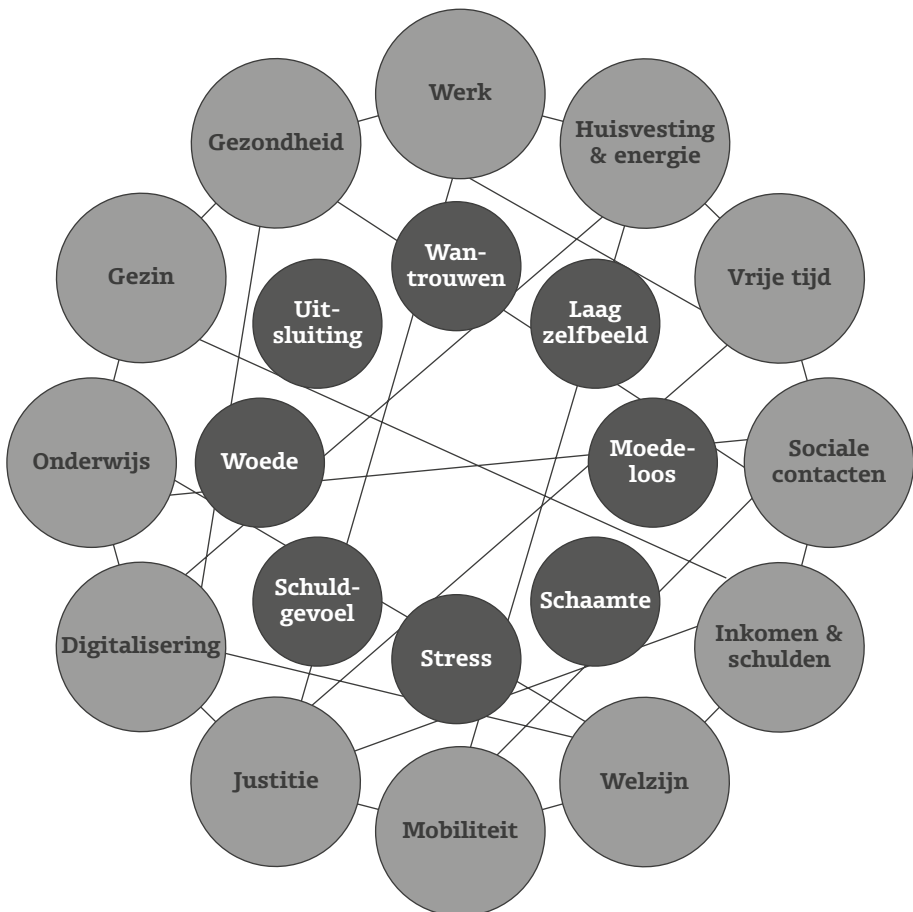 Werk
Gezondheid
Huisvesting
& energie
Wan-
trouwen
Gezin
Vrije tijd
Uit-
sluiting
Laag
zelfbeeld
Onderwijs
Woede
Moede-
loos
Sociale
contacten
Schuld-
gevoel
Schaamte
Digitalisering
Stress
Inkomen &
schulden
Justitie
Welzijn
Mobiliteit